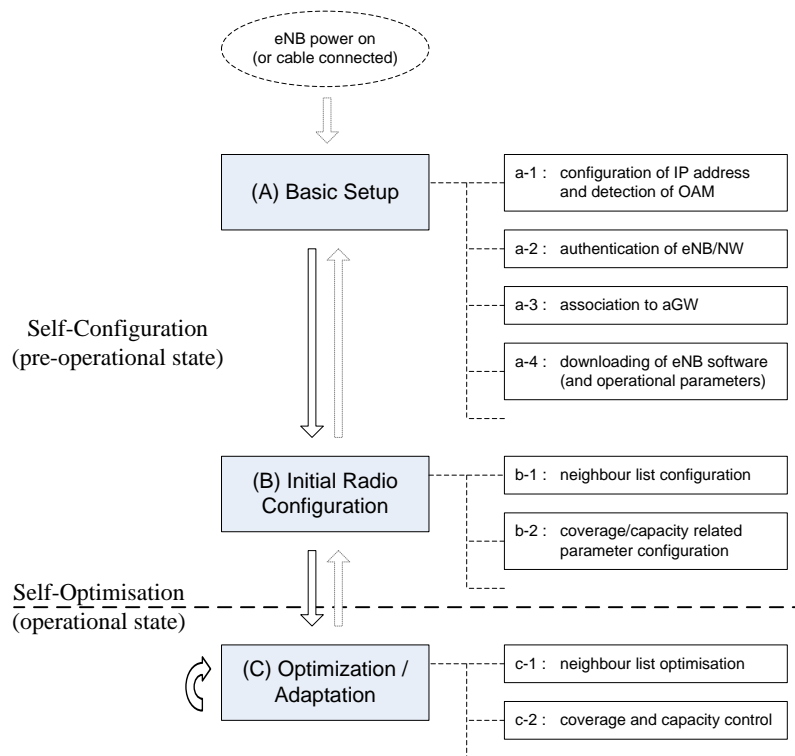 eNB power on
(or cable connected)
(A) Basic Setup
a-1 : configuration of IP address
and detection of OAM
a-2 : authentication of eNB/NW
a-3 : association to aGW
a-4 : downloading of eNB software
(and operational parameters)
Self-Configuration
(pre-operational state)
(B) Initial Radio
Configuration
b-1 : neighbour list configuration
b-2 : coverage/capacity related
parameter configuration
Self-Optimisation
(operational state)
(C) Optimization /
Adaptation
c-1 : neighbour list optimisation
c-2 : coverage and capacity control